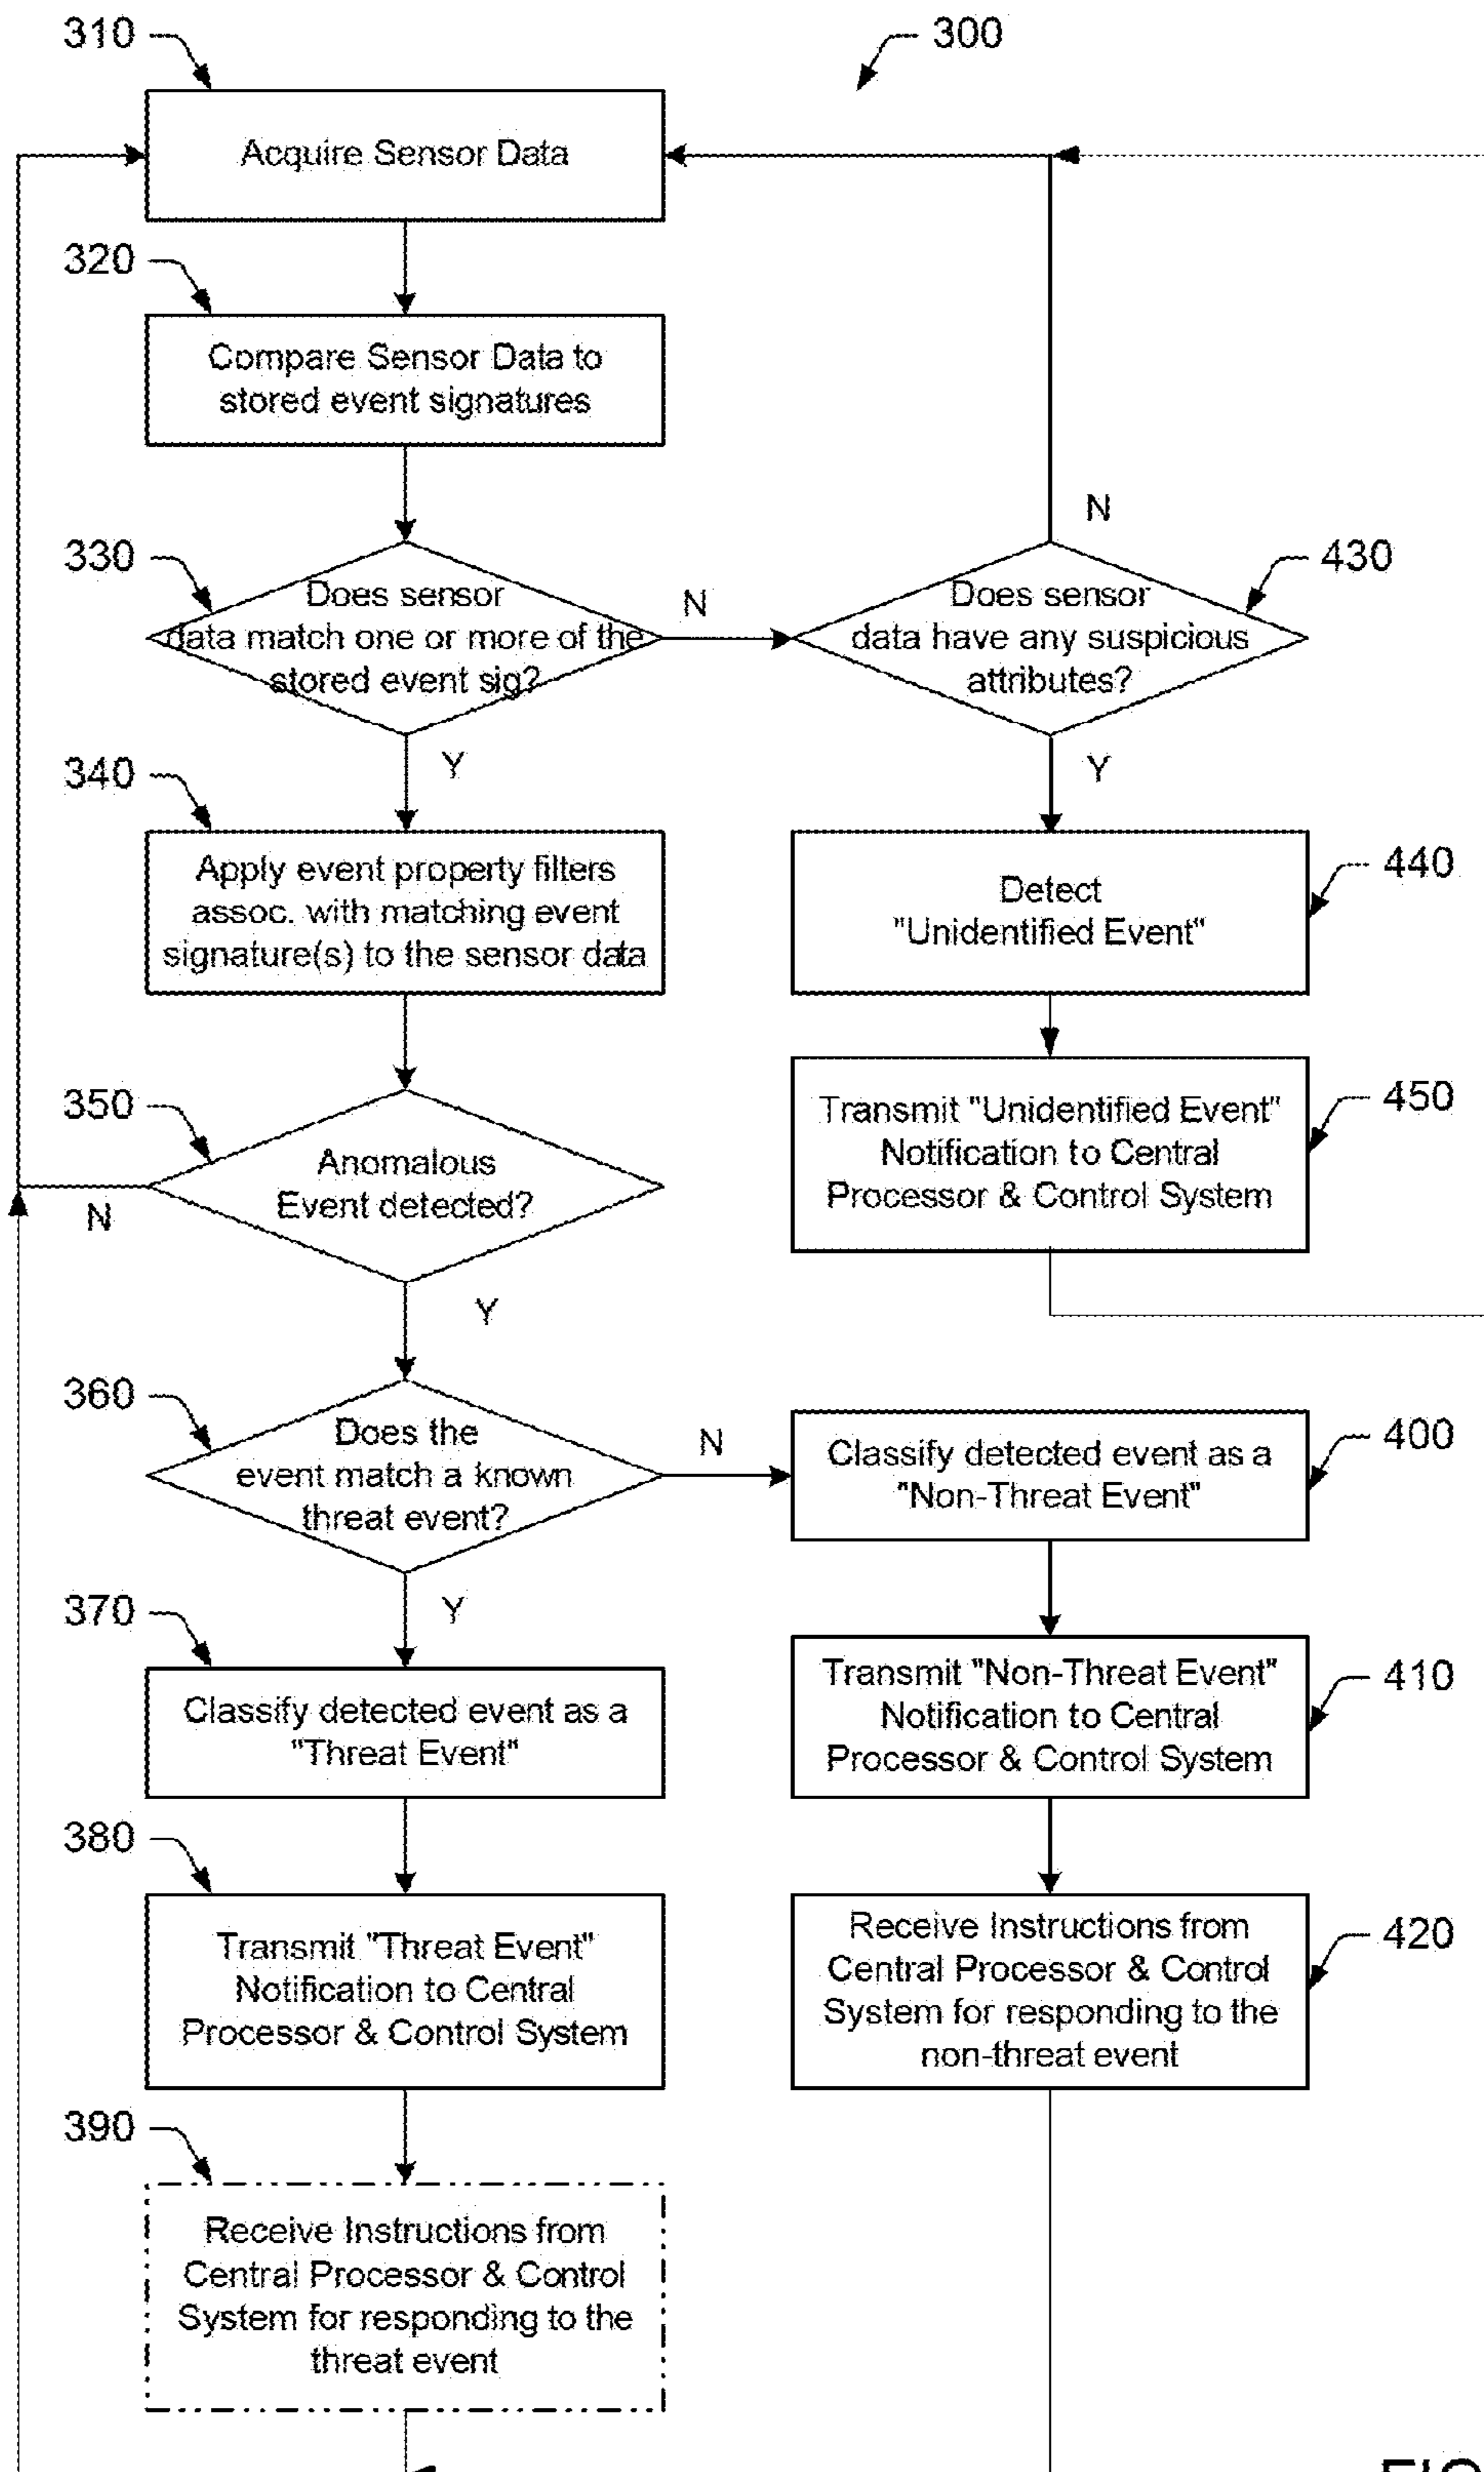 310
300
Acquire Sensor Data
320
Compare Sensor Data to
stored event signatures
330
Does sensor
data match one or more of the
stored event sig?
N
Y
N
430
Does sensor
data have any suspicious
attributes?
Y
340
Apply event property filters
assoc. with matching event
signature(s) to the sensor data
440
Detect
"Unidentified Event"
350
Anomalous
Event detected?
N
Y
450
Transmit "Unidentified Event"
Notification to Central
Processor & Control System
360
Does the
event match a known
threat event?
N
Y
400
Classify detected event as a
"Non-Threat Event"
370
Classify detected event as a
"Threat Event"
410
Transmit "Non-Threat Event"
Notification to Central
Processor & Control System
380
Transmit "Threat Event"
Notification to Central
Processor & Control System
420
Receive Instructions from
Central Processor & Control
System for responding to the
non-threat event
390
Receive Instructions from
Central Processor & Control
System for responding to the
threat event